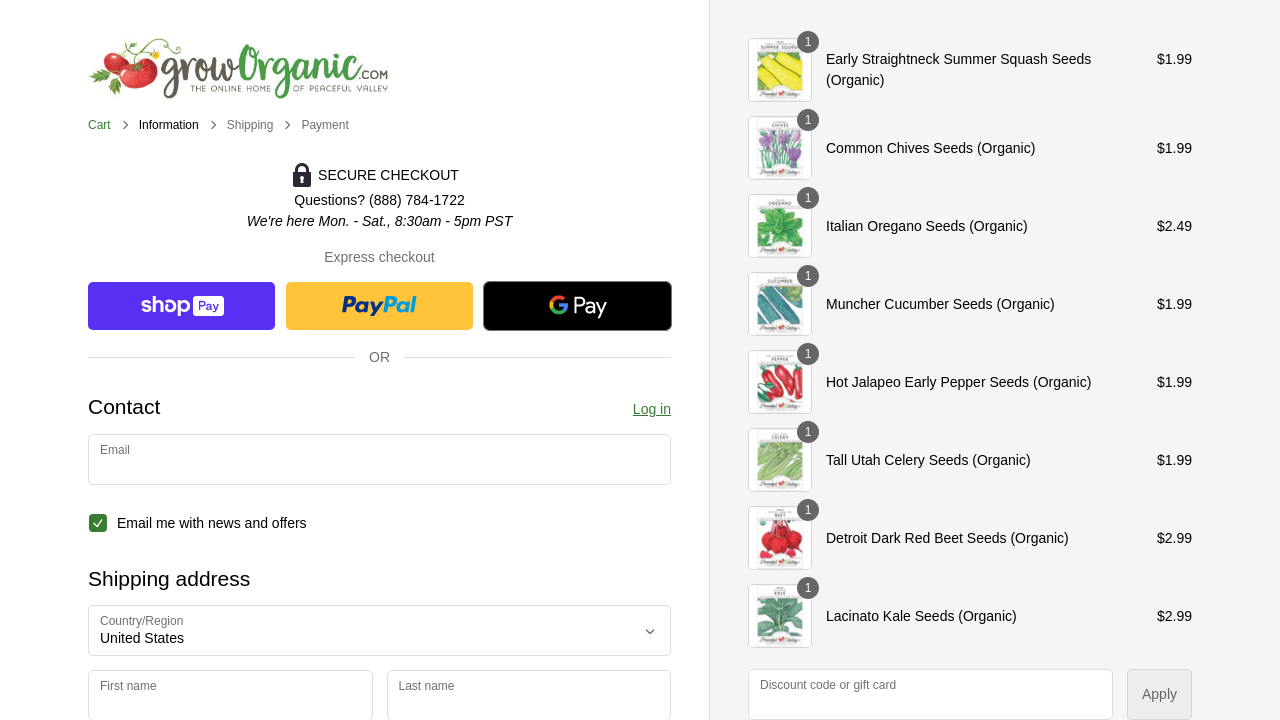 growOrganic.COM
THE ONLINE HOME OF PEACEFUL VALLEY
Cart
Information
Shipping
Payment
SECURE CHECKOUT
Questions? (888) 784-1722
We're here Mon. - Sat., 8:30am - 5pm PST
Express checkout
shop Pay
PayPal
G Pay
OR
Contact
Log in
Email
Email me with news and offers
Shipping address
Country/Region
United States
First name
Last name
1
SUMMER SQUASH
Early Straightneck Summer Squash Seeds
(Organic)
$1.99
1
CHIVES
Common Chives Seeds (Organic)
$1.99
1
OREGANO
Italian Oregano Seeds (Organic)
$2.49
1
CUCUMBER
Muncher Cucumber Seeds (Organic)
$1.99
1
PEPPER
Hot Jalapeo Early Pepper Seeds (Organic)
$1.99
1
CELERY
Tall Utah Celery Seeds (Organic)
$1.99
1
BEET
Detroit Dark Red Beet Seeds (Organic)
$2.99
1
KALE
Lacinato Kale Seeds (Organic)
$2.99
Discount code or gift card
Apply